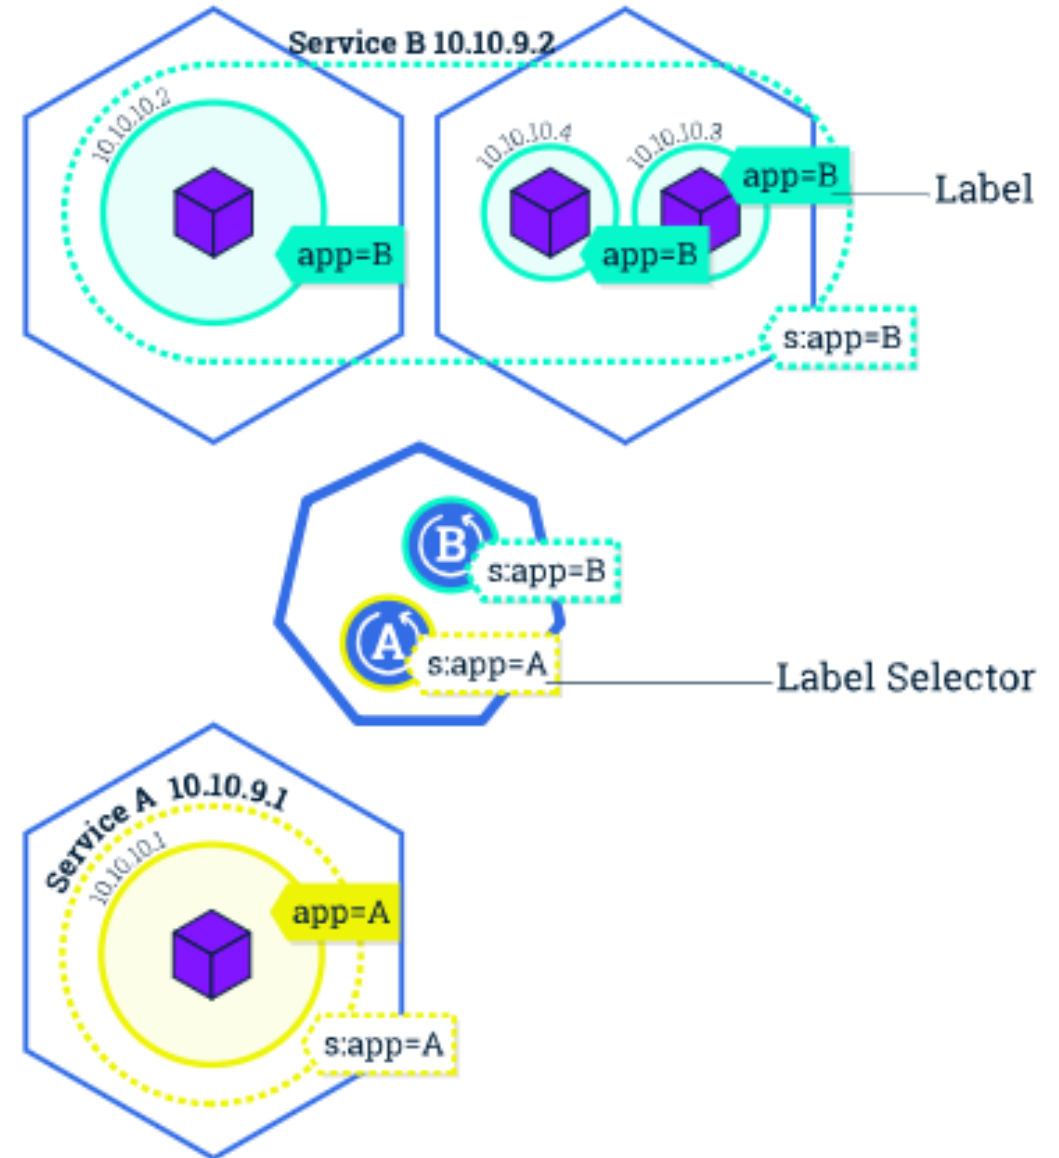 Service B 10.10.9.2
10.10.10.2
10.10.10.4
10.10.10.3
app=B
Label
app=B
app=B
s:app=B
B
s:app=B
A
s:app=A
Label Selector
Service A 10.10.9.1
10.10.10.1
app=A
s:app=A